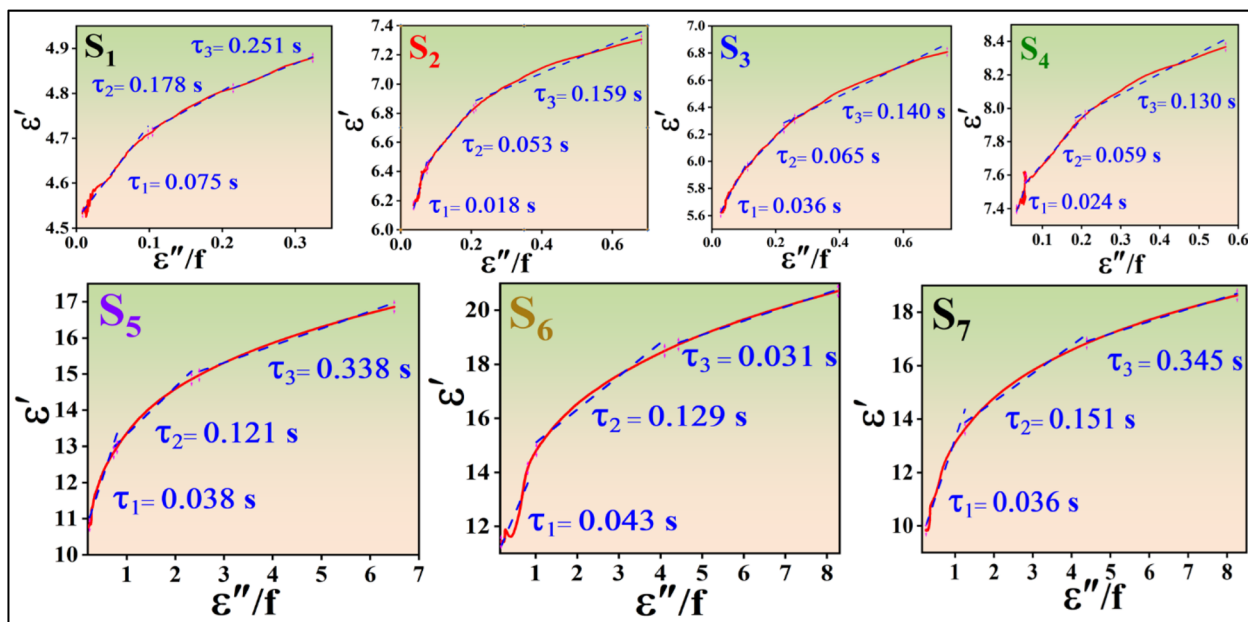 S1
τ3= 0.251 s
τ2= 0.178 s
τ1= 0.075 s
ε′
4.9
4.8
4.7
4.6
4.5
0.0 0.1 0.2 0.3
ε″/f
S2
τ3= 0.159 s
τ2= 0.053 s
τ1= 0.018 s
ε′
7.4
7.2
7.0
6.8
6.6
6.4
6.2
6.0
0.0 0.2 0.4 0.6
ε″/f
S3
τ3= 0.140 s
τ2= 0.065 s
τ1= 0.036 s
ε′
7.0
6.8
6.6
6.4
6.2
6.0
5.8
5.6
0.0 0.2 0.4 0.6
ε″/f
S4
τ3= 0.130 s
τ2= 0.059 s
τ1= 0.024 s
ε′
8.4
8.2
8.0
7.8
7.6
7.4
0.1 0.2 0.3 0.4 0.5 0.6
ε″/f
S5
τ3= 0.338 s
τ2= 0.121 s
τ1= 0.038 s
ε′
17
16
15
14
13
12
11
10
1 2 3 4 5 6 7
ε″/f
S6
τ3= 0.031 s
τ2= 0.129 s
τ1= 0.043 s
ε′
20
18
16
14
12
1 2 3 4 5 6 7 8
ε″/f
S7
τ3= 0.345 s
τ2= 0.151 s
τ1= 0.036 s
ε′
18
16
14
12
10
1 2 3 4 5 6 7 8
ε″/f